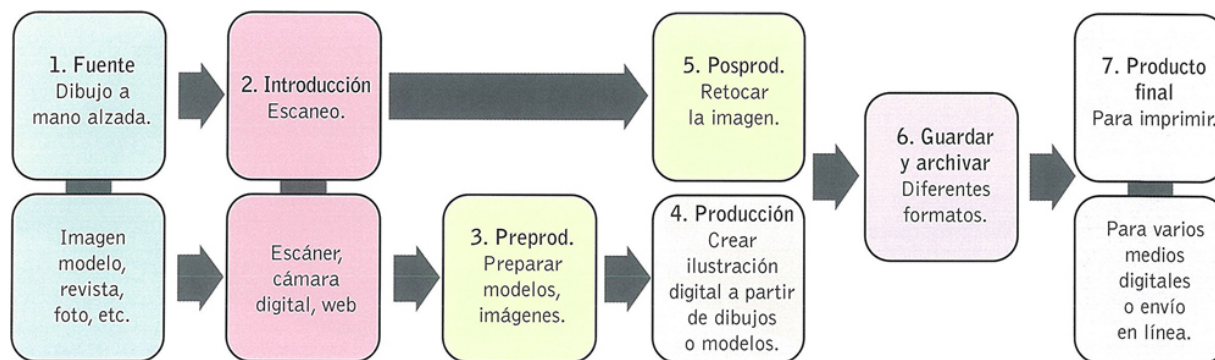 1. Fuente
Dibujo a
mano alzada.
2. Introducción
Escaneo.
5. Posprod.
Retocar
la imagen.
6. Guardar
y archivar
Diferentes
formatos.
7. Producto
final
Para imprimir.
Imagen
modelo,
revista,
foto, etc.
Escáner,
cámara
digital, web
3. Preprod.
Preparar
modelos,
imágenes.
4. Producción
Crear
ilustración
digital a partir
de dibujos
o modelos.
Para varios
medios
digitales
o envío
en línea.